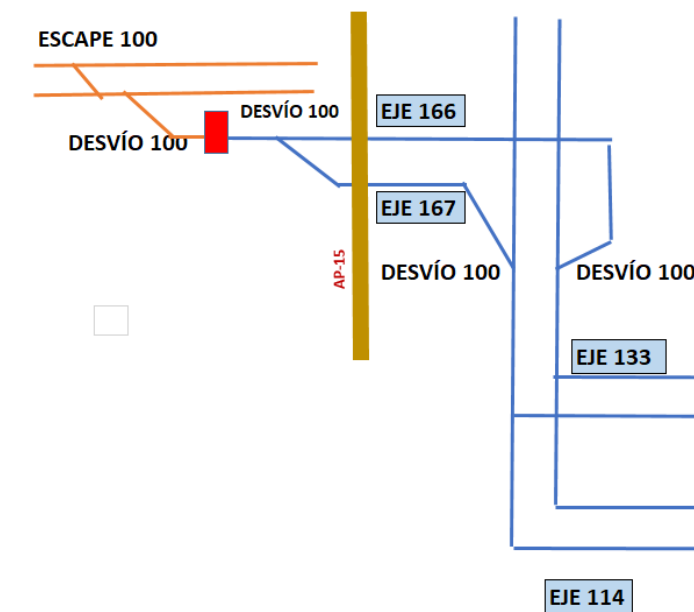 ESCAPE 100
DESVÍO 100
EJE 166
DESVÍO 100
EJE 167
AP-15
DESVÍO 100
DESVÍO 100
EJE 133
EJE 114